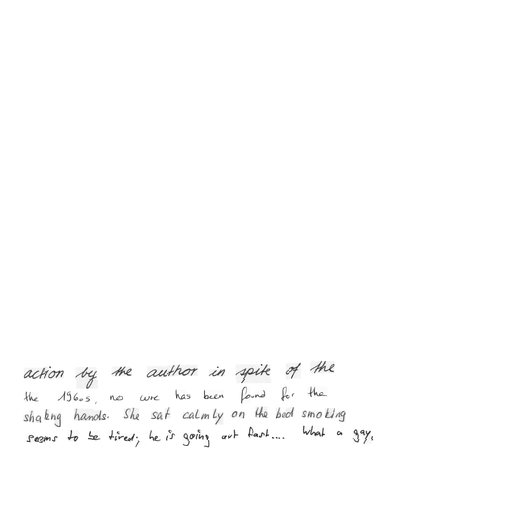 action by the author in spite of the
the 1960s, no cure has been found for the
shaking hands. She sat calmly on the bed smoking
seems to be tired; he is going out fast.... What a gay,